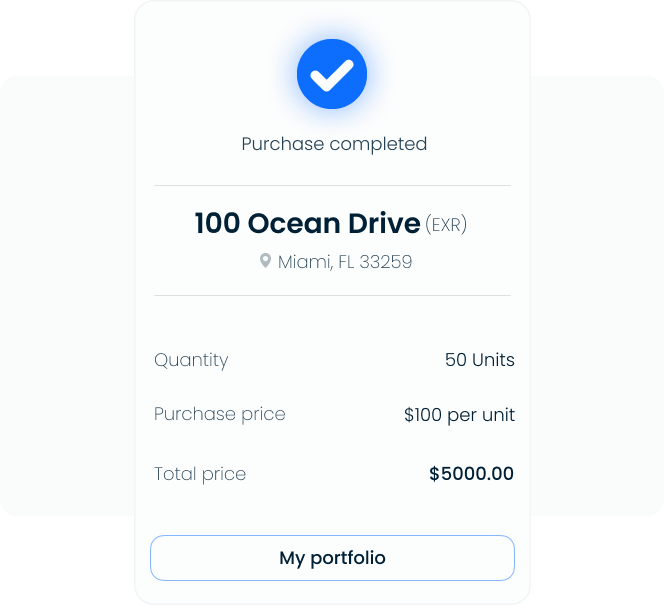 Purchase completed
100 Ocean Drive (EXR)
Miami, FL 33259
Quantity 50 Units
Purchase price $100 per unit
Total price $5000.00
My portfolio